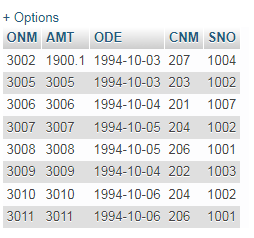 + Options
ONM AMT ODE CNM SNO
3002 1900.1 1994-10-03 207 1004
3005 3005 1994-10-03 203 1002
3006 3006 1994-10-04 201 1007
3007 3007 1994-10-05 204 1002
3008 3008 1994-10-05 206 1001
3009 3009 1994-10-04 202 1003
3010 3010 1994-10-06 204 1002
3011 3011 1994-10-06 206 1001